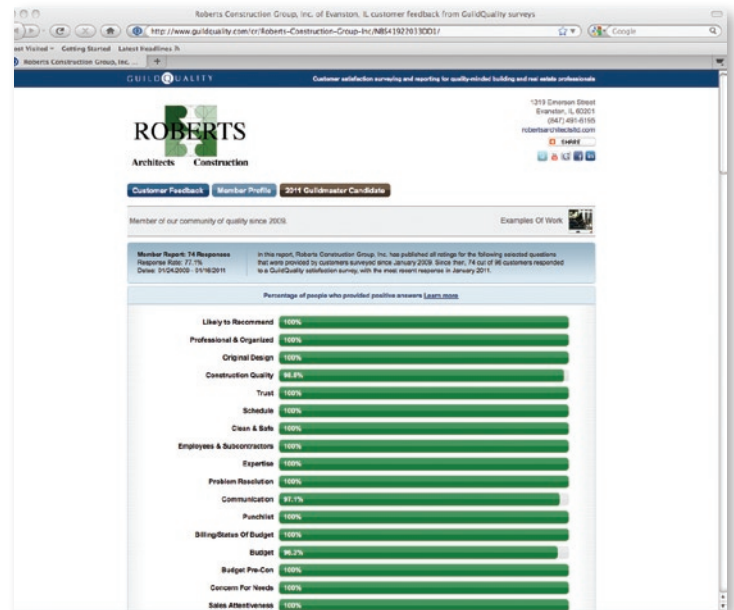 Roberts Construction Group, Inc. of Evanston, IL customer feedback from GuildQuality surveys
http://www.guildquality.com/cr/Roberts-Construction-Group-Inc/
Google
Visited Getting Started Latest Headlines
Roberts Construction Group, Inc. ...
GUILDQUALITY
Customer satisfaction surveying and reporting for quality-minded building and real estate professionals
ROBERTS
Architects Construction
1319 Emerson Street
Evanston, IL 60201
(847) 491-
robertsarchitectsltd.com
SHARE
Customer Feedback
Member Profile
2011 Guildmaster Candidate
Member of our community of quality since 2009.
Examples Of Work
Member Report: 74 Responses
Response Rate: 77.1%
Dates: 01/24/2009 - 01/16/2011
In this report, Roberts Construction Group, Inc. has published all ratings for the following selected questions
that were provided by customers surveyed since January 2009. Since then, 74 out of 96 customers responded
to a GuildQuality satisfaction survey, with the most recent response in January 2011.
Percentage of people who provided positive answers Learn more
Likely to Recommend 100%
Professional & Organized 100%
Original Design 100%
Construction Quality
Trust 100%
Schedule 100%
Clean & Safe 100%
Employees & Subcontractors 100%
Expertise 100%
Problem Resolution 100%
Communication 97.1%
Punchlist 100%
Billing/Status Of Budget 100%
Budget
Budget Pre-Con 100%
Concern For Needs 100%
Sales Attentiveness 100%